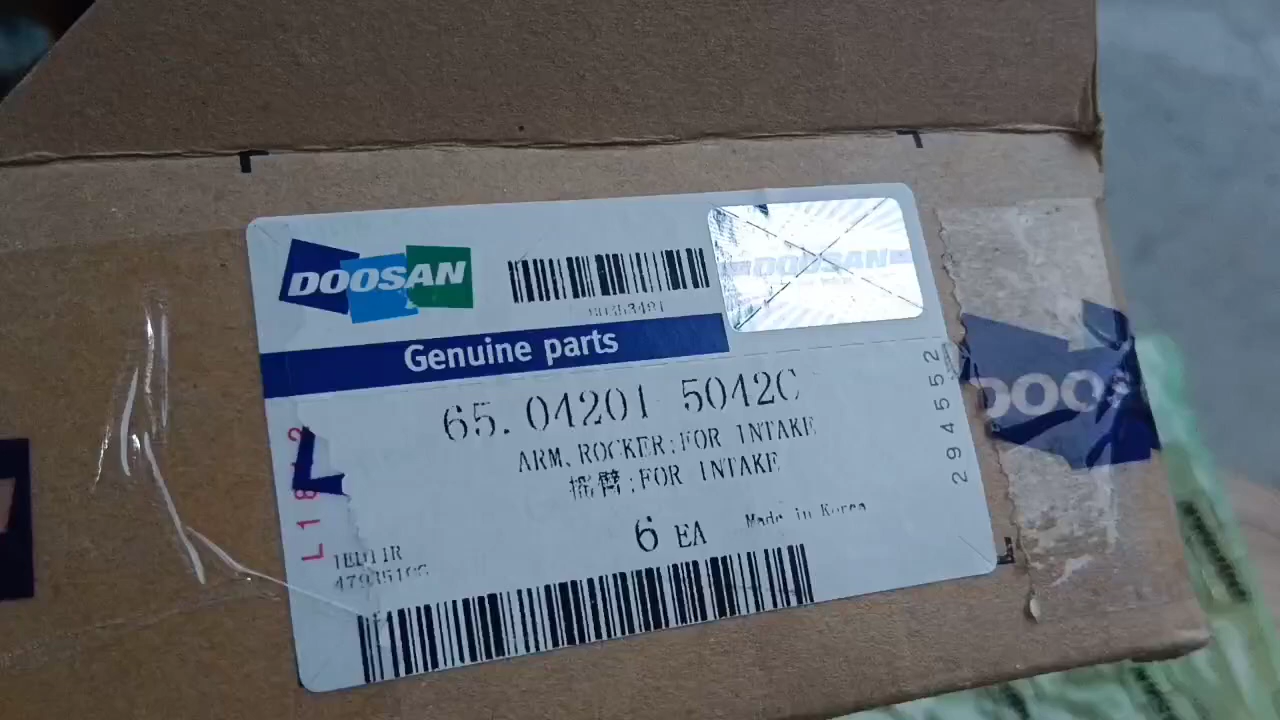 DOOSAN
DOOSAN
Genuine parts
65.04201 5042C
ARM, ROCKER;FOR INTAKE
摇臂;FOR INTAKE
6 EA
Made in Korea
294552
DOOS